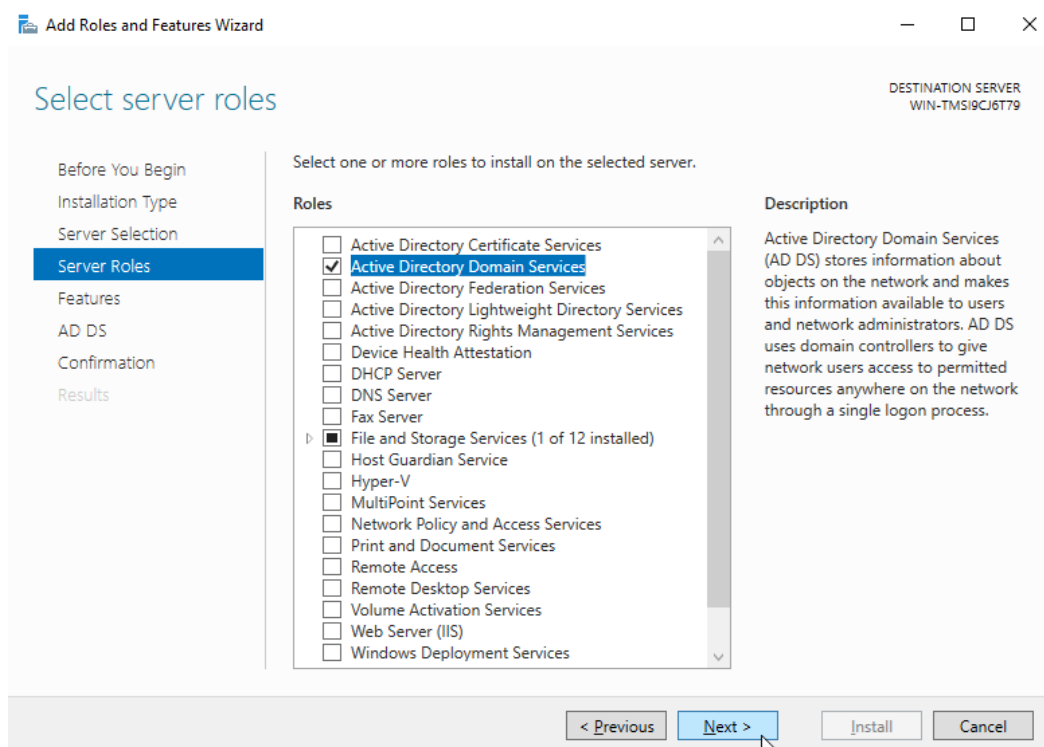 Add Roles and Features Wizard
Select server roles
DESTINATION SERVER
WIN-TMSI9CJ6T79
Before You Begin
Installation Type
Server Selection
Server Roles
Features
AD DS
Confirmation
Results
Select one or more roles to install on the selected server.
Roles
Active Directory Certificate Services
Active Directory Domain Services
Active Directory Federation Services
Active Directory Lightweight Directory Services
Active Directory Rights Management Services
Device Health Attestation
DHCP Server
DNS Server
Fax Server
File and Storage Services (1 of 12 installed)
Host Guardian Service
Hyper-V
MultiPoint Services
Network Policy and Access Services
Print and Document Services
Remote Access
Remote Desktop Services
Volume Activation Services
Web Server (IIS)
Windows Deployment Services
Description
Active Directory Domain Services
(AD DS) stores information about
objects on the network and makes
this information available to users
and network administrators. AD DS
uses domain controllers to give
network users access to permitted
resources anywhere on the network
through a single logon process.
< Previous
Next >
Install
Cancel